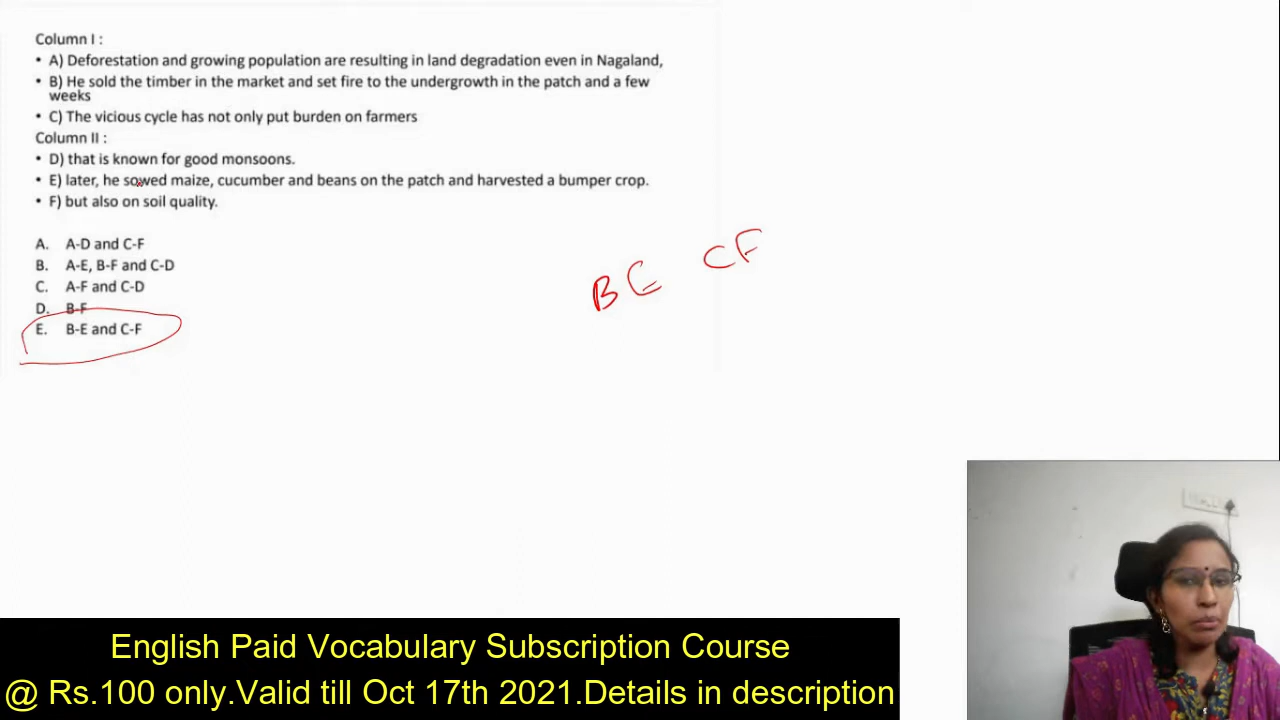 Column I :
• A) Deforestation and growing population are resulting in land degradation even in Nagaland,
• B) He sold the timber in the market and set fire to the undergrowth in the patch and a few
weeks
• C) The vicious cycle has not only put burden on farmers
Column II :
• D) that is known for good monsoons.
• E) later, he sowed maize, cucumber and beans on the patch and harvested a bumper crop.
• F) but also on soil quality.
A. A-D and C-F
B. A-E, B-F and C-D
C. A-F and C-D
D. B-F
E. B-E and C-F
BE CF
English Paid Vocabulary Subscription Course
@ Rs.100 only.Valid till Oct 17th 2021.Details in description